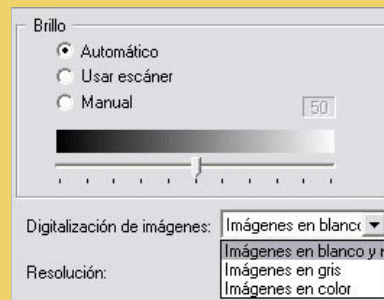 Brillo
Automático
Usar escáner
Manual
50
Digitalización de imágenes:
Imágenes en
Imágenes en blanco y
Resolución:
Imágenes en gris
Imágenes en color